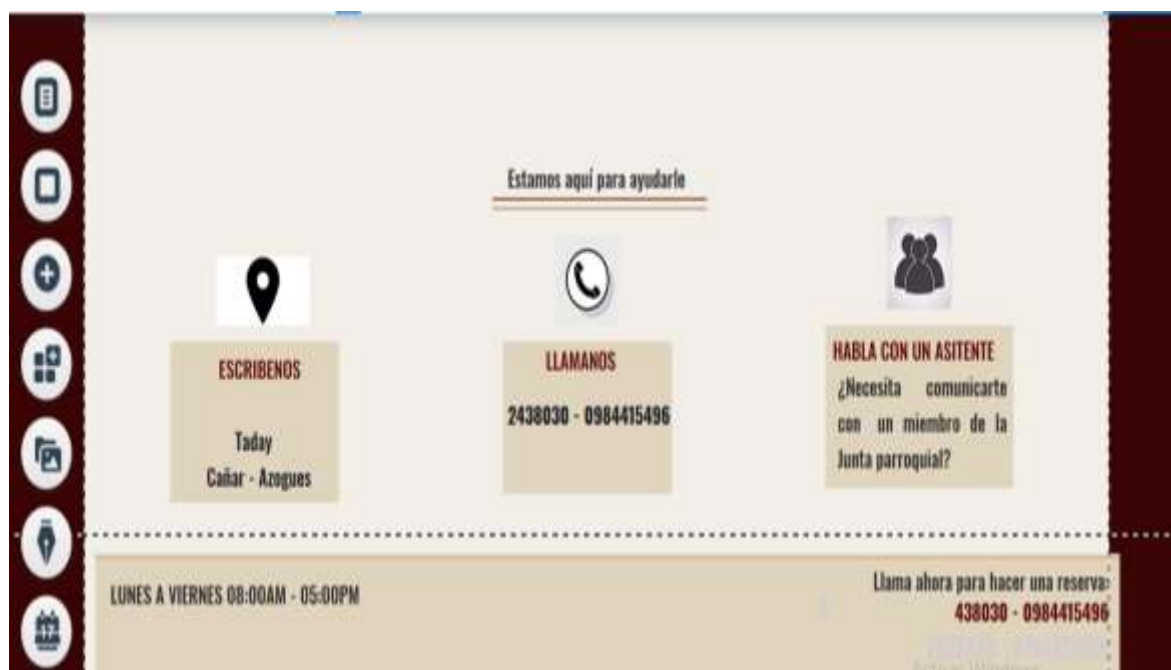 Estamos aquí para ayudarle
ESCRIBENOS
Taday
Cañar - Azogues
LLAMANOS
2438030 - 0984415496
HABLA CON UN ASITENTE
¿Necesita comunicarte
con un miembro de la
Junta parroquial?
LUNES A VIERNES 08:00AM - 05:00PM
Llama ahora para hacer una reserva:
438030 - 0984415496